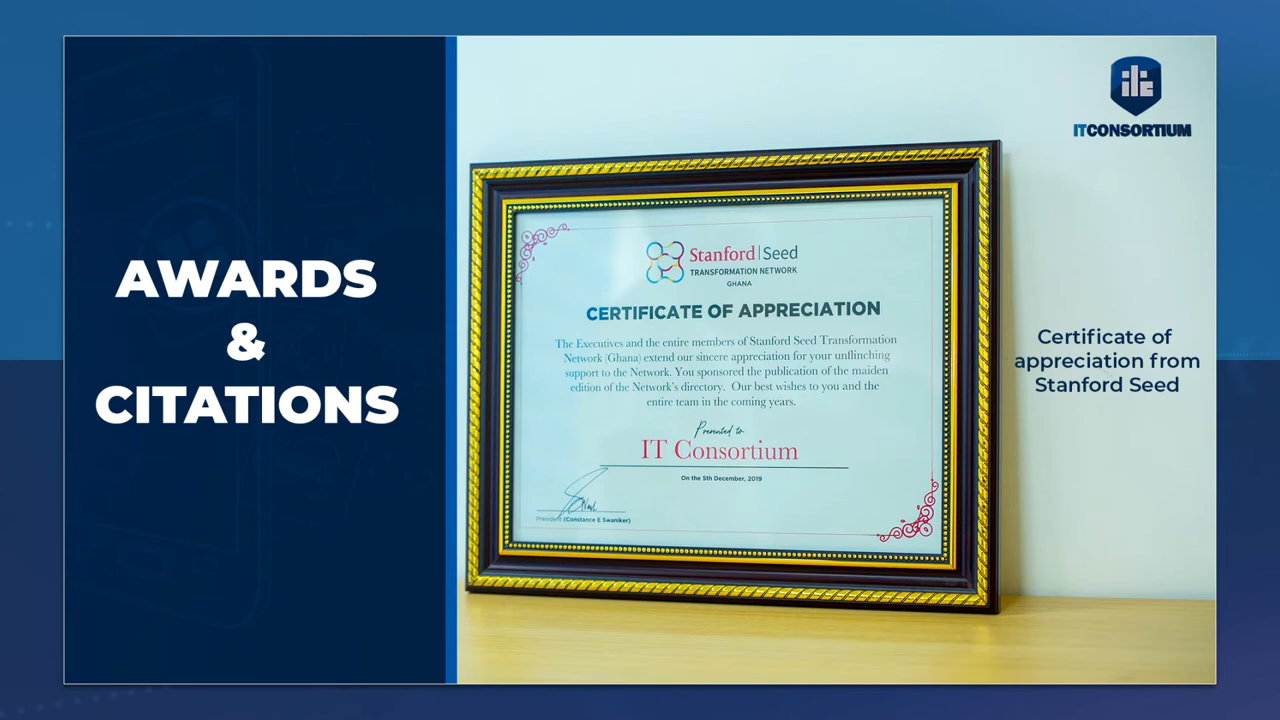 AWARDS
&
CITATIONS
itc
ITCONSORTIUM
Stanford | Seed
TRANSFORMATION NETWORK
GHANA
CERTIFICATE OF APPRECIATION
The Executives and the entire members of Stanford Seed Transformation
Network (Ghana) extend our sincere appreciation for your unflinching
support to the Network. You sponsored the publication of the maiden
edition of the Network's directory. Our best wishes to you and the
entire team in the coming years.
Presented to
IT Consortium
On the 5th December, 2019
President (Constance E Swaniker)
Certificate of
appreciation from
Stanford Seed